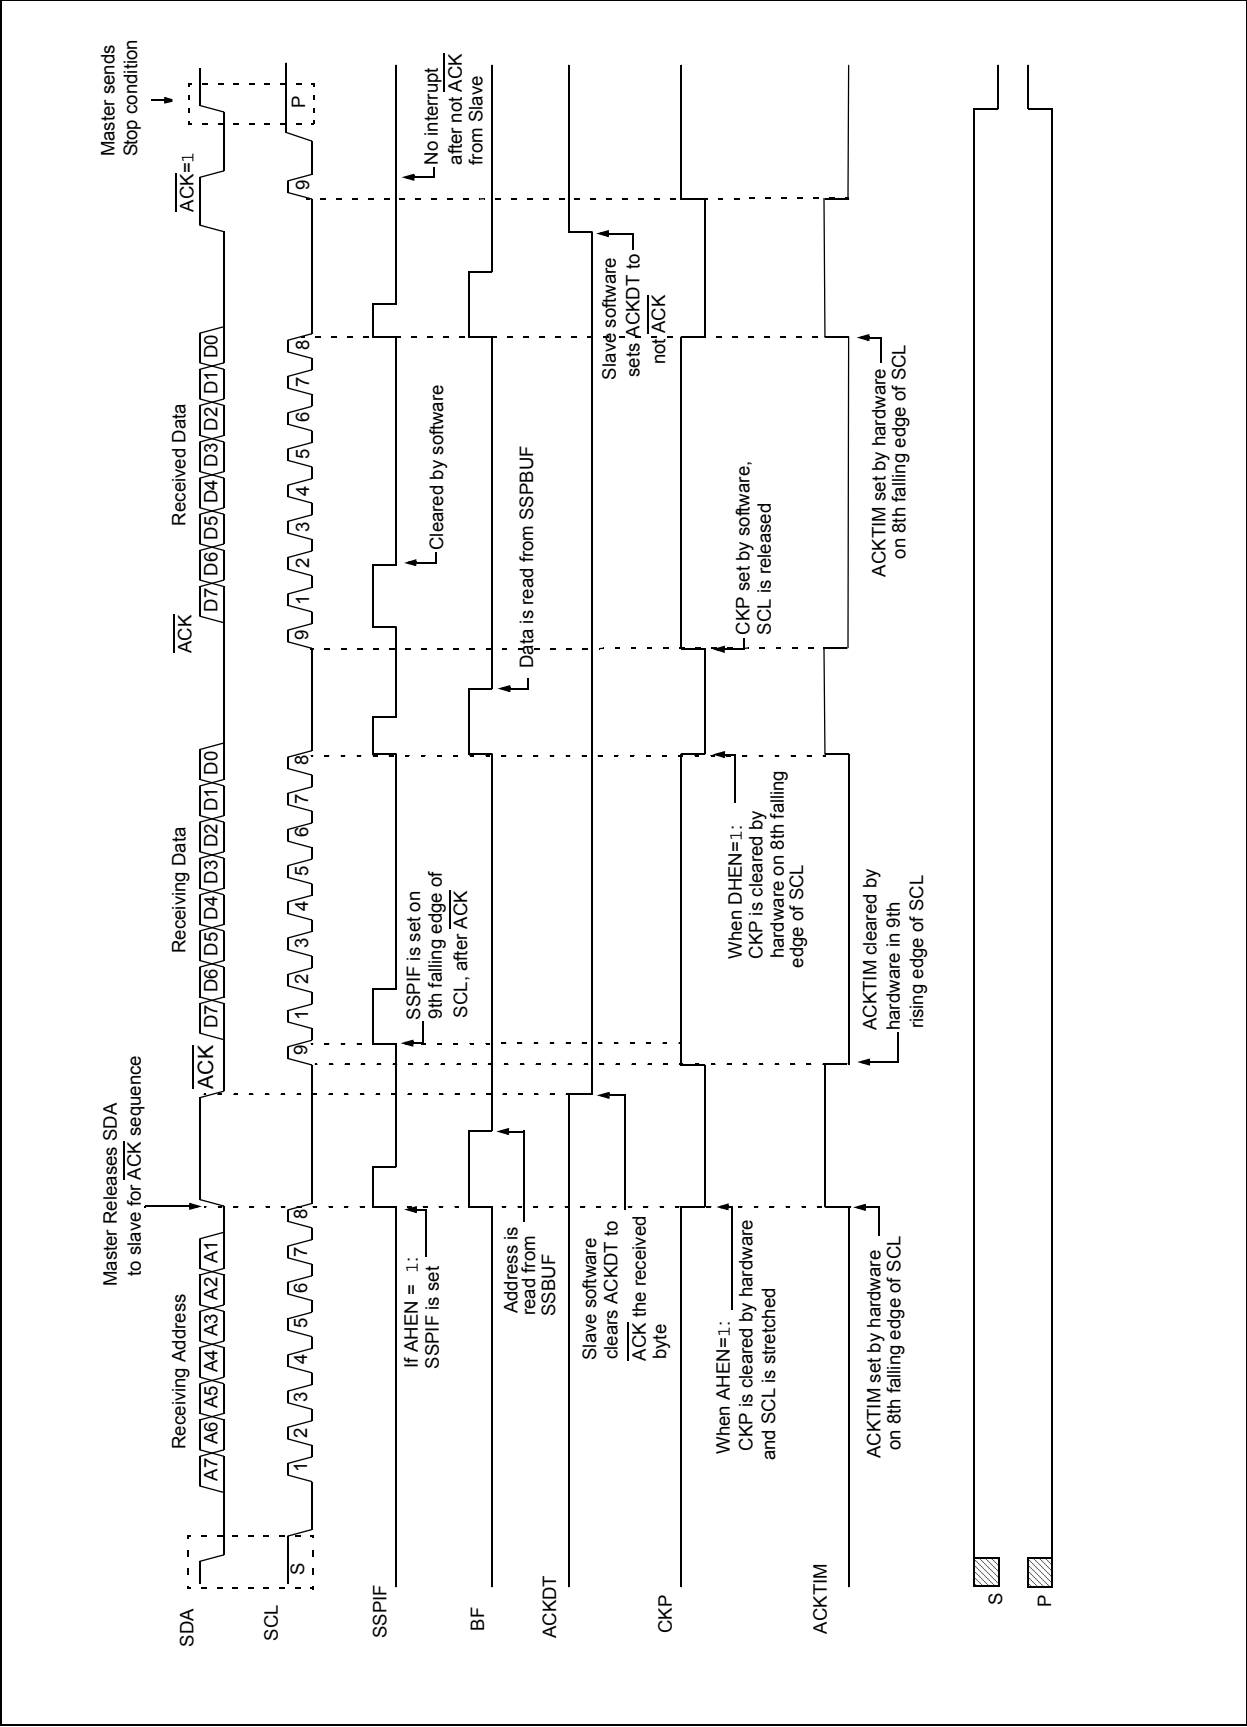 Master Releases SDA
to slave for ACK sequence
Master sends
Stop condition
Receiving Address
Receiving Data
Received Data
ACK
ACK
ACK=1
SDA
A7 A6 A5 A4 A3 A2 A1
D7 D6 D5 D4 D3 D2 D1 D0
D7 D6 D5 D4 D3 D2 D1 D0
SCL
S
1 2 3 4 5 6 7 8
9 1 2 3 4 5 6 7 8
9 1 2 3 4 5 6 7 8
9
P
SSPIF
If AHEN = 1:
SSPIF is set
SSPIF is set on
9th falling edge of
SCL, after ACK
Cleared by software
No interrupt
after not ACK
from Slave
BF
Address is
read from
SSBUF
Data is read from SSPBUF
ACKDT
Slave software
clears ACKDT to
ACK the received
byte
Slave software
sets ACKDT to
not ACK
CKP
When AHEN=1:
CKP is cleared by hardware
and SCL is stretched
When DHEN=1:
CKP is cleared by
hardware on 8th falling
edge of SCL
CKP set by software,
SCL is released
ACKTIM
ACKTIM set by hardware
on 8th falling edge of SCL
ACKTIM cleared by
hardware in 9th
rising edge of SCL
ACKTIM set by hardware
on 8th falling edge of SCL
S
P